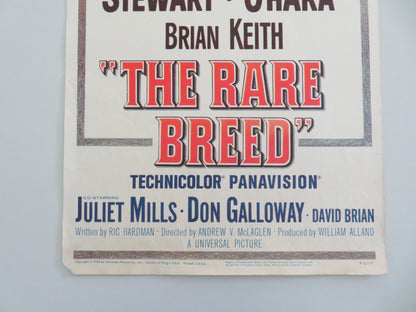 STEWART · O'HARA
BRIAN KEITH
"THE RARE
BREED"
TECHNICOLOR® PANAVISION®
CO-STARRING
JULIET MILLS · DON GALLOWAY · DAVID BRIAN
Written by RIC HARDMAN · Directed by ANDREW V. McLAGLEN · Produced by WILLIAM ALLAND
A UNIVERSAL PICTURE